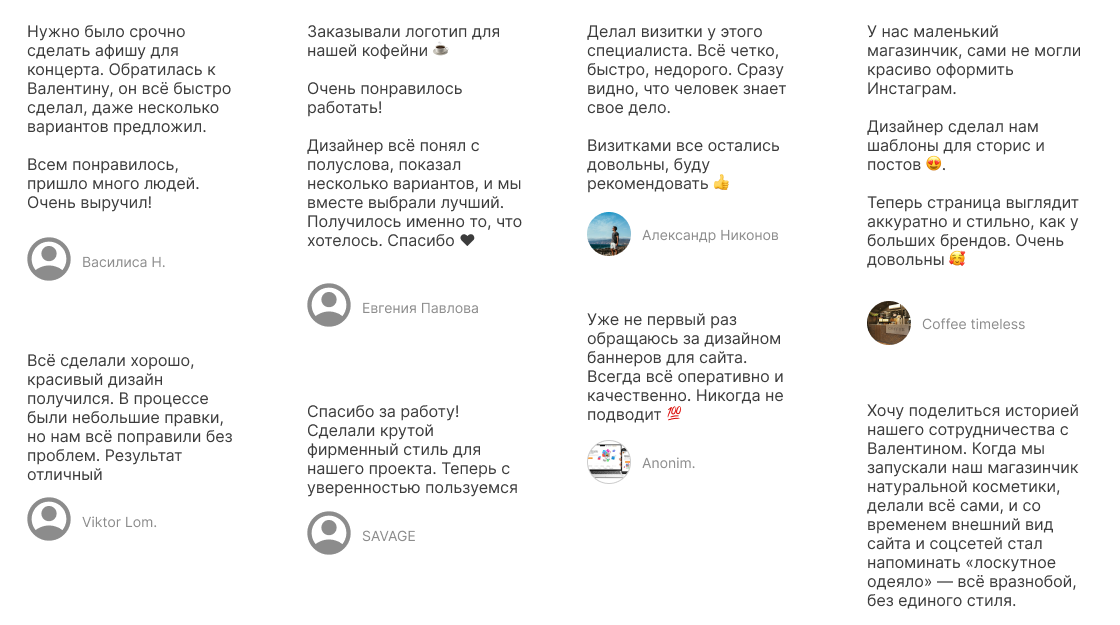 Нужно было срочно
сделать афишу для
концерта. Обратилась к
Валентину, он всё быстро
сделал, даже несколько
вариантов предложил.
Всем понравилось,
пришло много людей.
Очень выручил!
Василиса Н.
Всё сделали хорошо,
красивый дизайн
получился. В процессе
были небольшие правки,
но нам всё поправили без
проблем. Результат
отличный
Viktor Lom.
Заказывали логотип для
нашей кофейни ☕
Очень понравилось
работать!
Дизайнер всё понял с
полуслова, показал
несколько вариантов, и мы
вместе выбрали лучший.
Получилось именно то, что
хотелось. Спасибо ❤
Евгения Павлова
Спасибо за работу!
Сделали крутой
фирменный стиль для
нашего проекта. Теперь с
уверенностью пользуемся
SAVAGE
Делал визитки у этого
специалиста. Всё четко,
быстро, недорого. Сразу
видно, что человек знает
свое дело.
Визитками все остались
довольны, буду
рекомендовать 👍
Александр Никонов
Уже не первый раз
обращаюсь за дизайном
баннеров для сайта.
Всегда всё оперативно и
качественно. Никогда не
подводит 💯
Anonim.
У нас маленький
магазинчик, сами не могли
красиво оформить
Инстаграм.
Дизайнер сделал нам
шаблоны для сторис и
постов 😍.
Теперь страница выглядит
аккуратно и стильно, как у
больших брендов. Очень
довольны 🥰
Coffee timeless
Хочу поделиться историей
нашего сотрудничества с
Валентином. Когда мы
запускали наш магазинчик
натуральной косметики,
делали всё сами, и со
временем внешний вид
сайта и соцсетей стал
напоминать «лоскутное
одеяло» — всё вразнобой,
без единого стиля.